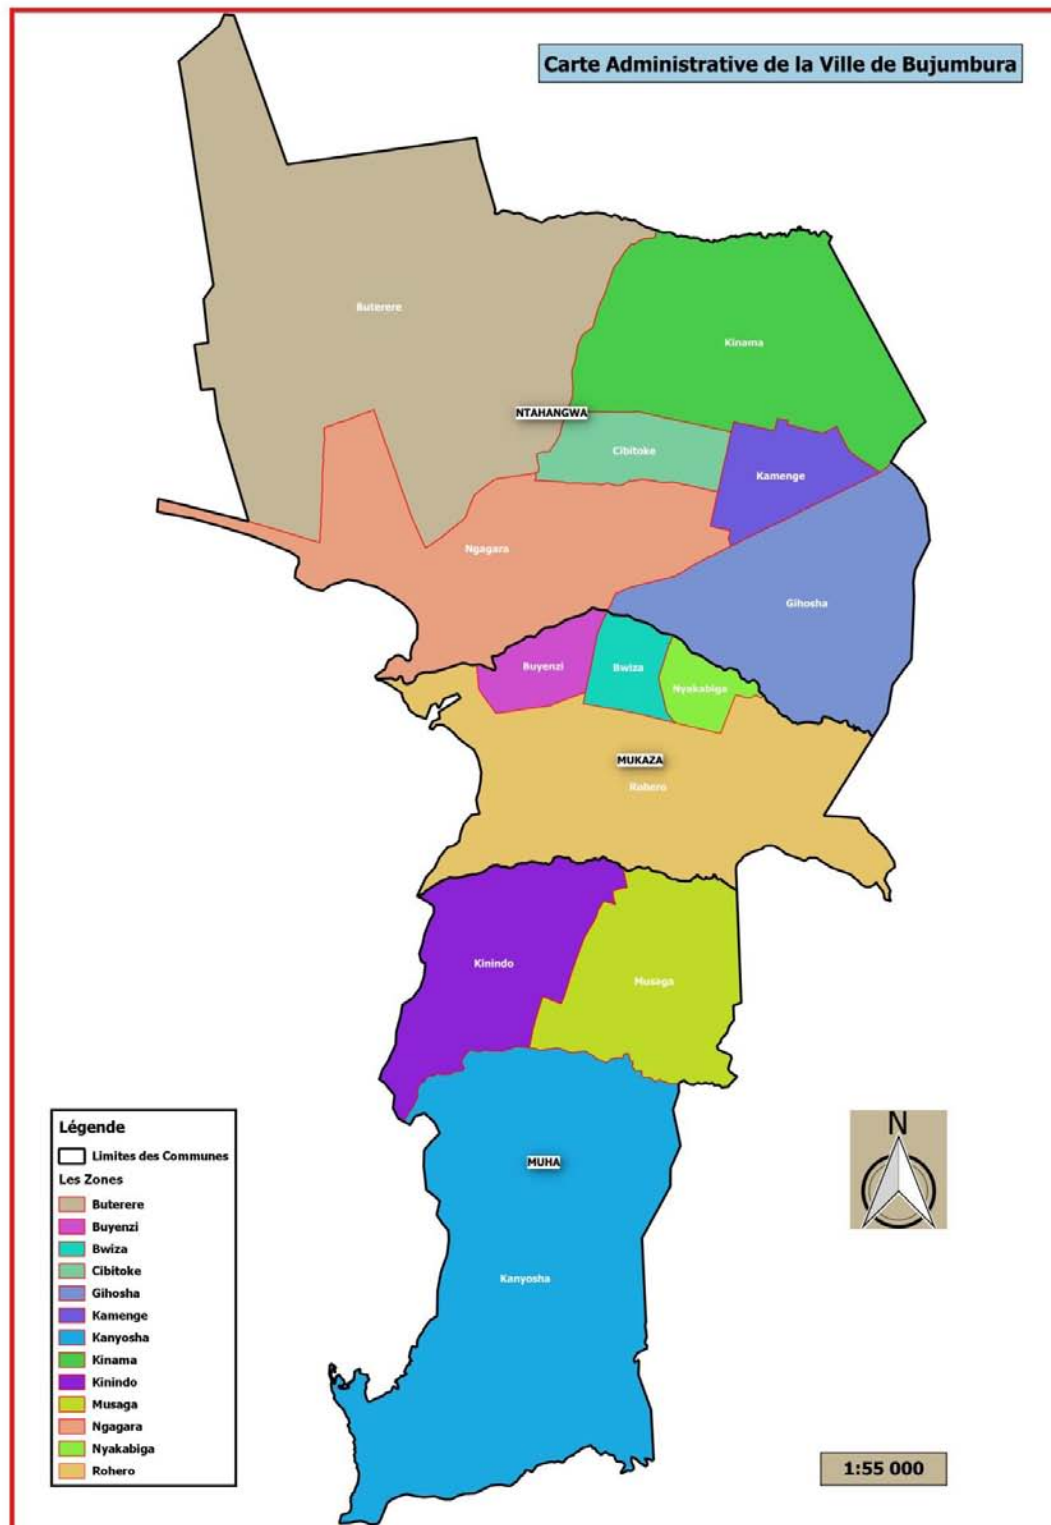 Carte Administrative de la Ville de Bujumbura
Buterere
Kinama
NTAHANGWA
Cibitoke
Kamenge
Ngagara
Gihosha
Buyenzi
Bwiza
Nyakabiga
MUKAZA
Rohero
Kinindo
Musaga
MUHA
Kanyosha
Légende
Limites des Communes
Les Zones
Buterere
Buyenzi
Bwiza
Cibitoke
Gihosha
Kamenge
Kanyosha
Kinama
Kinindo
Musaga
Ngagara
Nyakabiga
Rohero
N
1:55 000